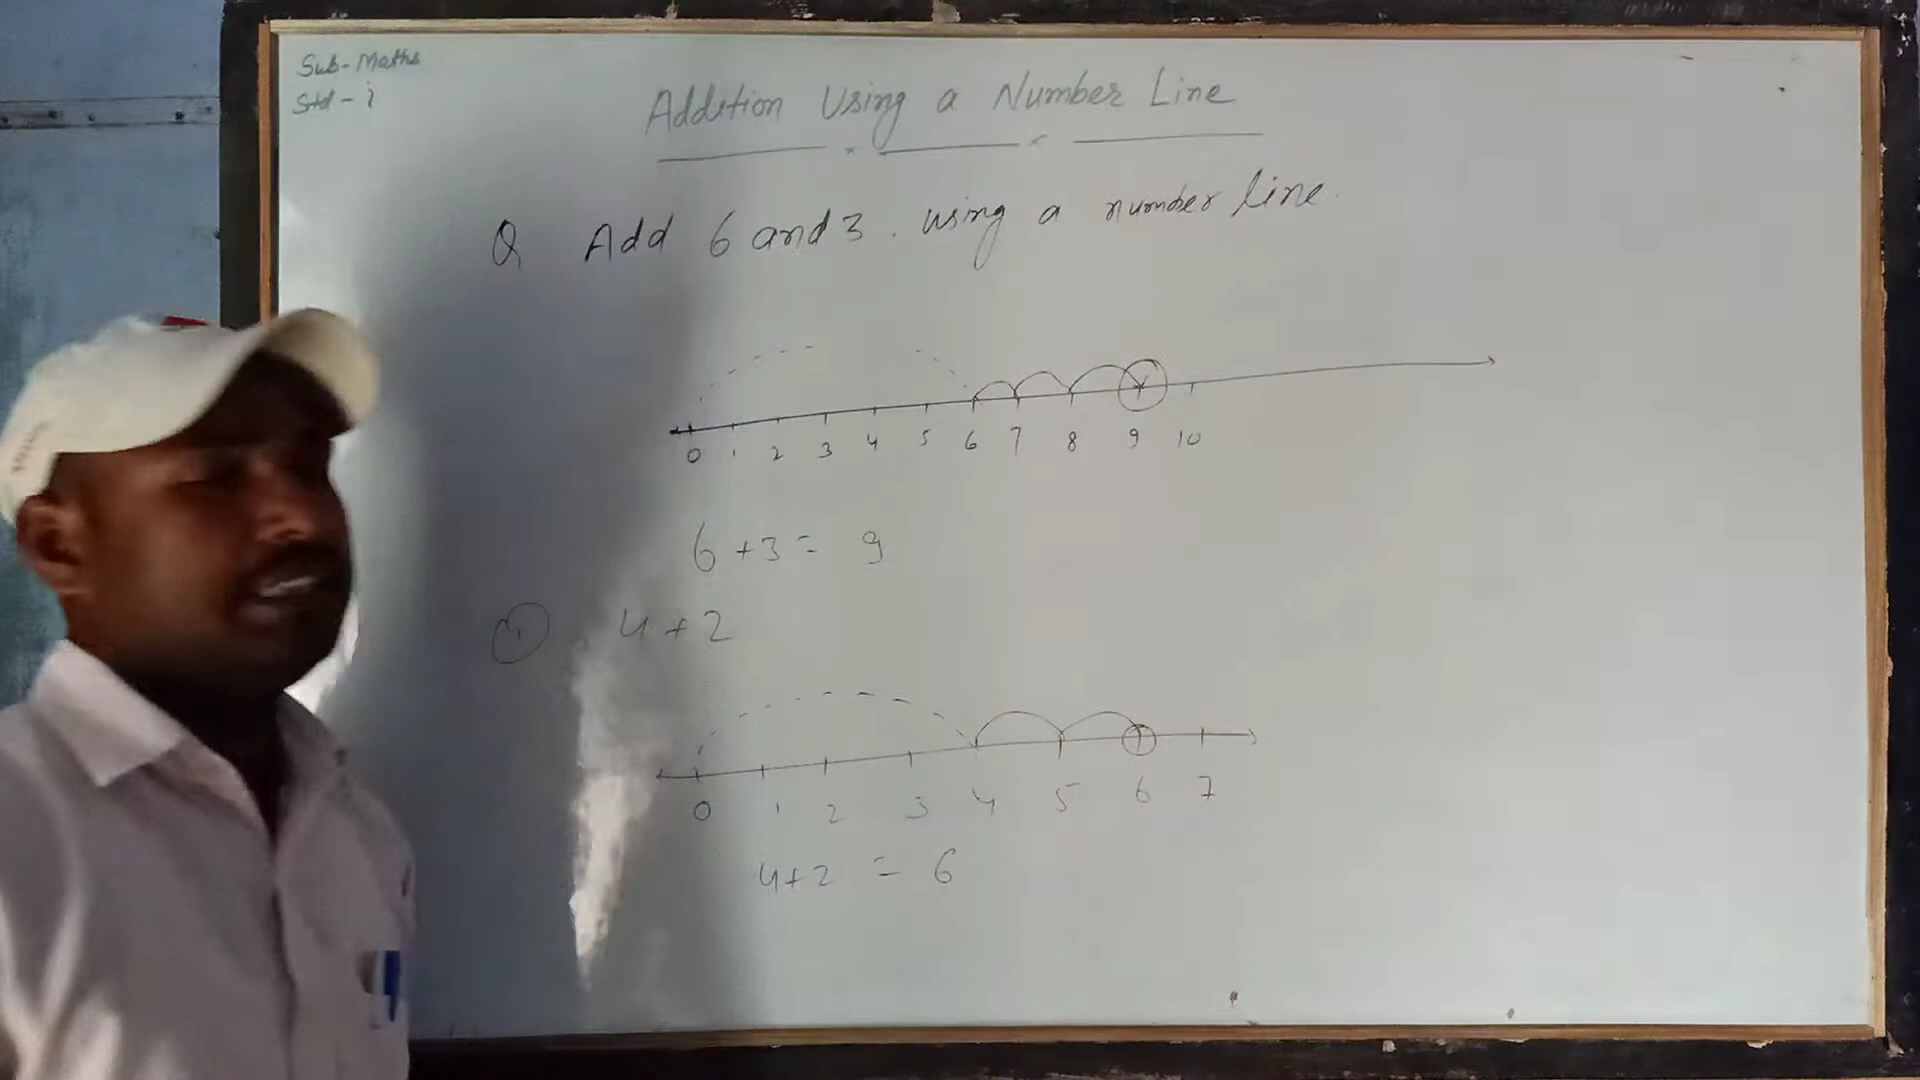 Sub-Maths
Std - i
Addition Using a Number Line
Q Add 6 and 3. using a number line.
0 1 2 3 4 5 6 7 8 9 10
6 + 3 = 9
1 4 + 2
0 1 2 3 4 5 6 7
4 + 2 = 6